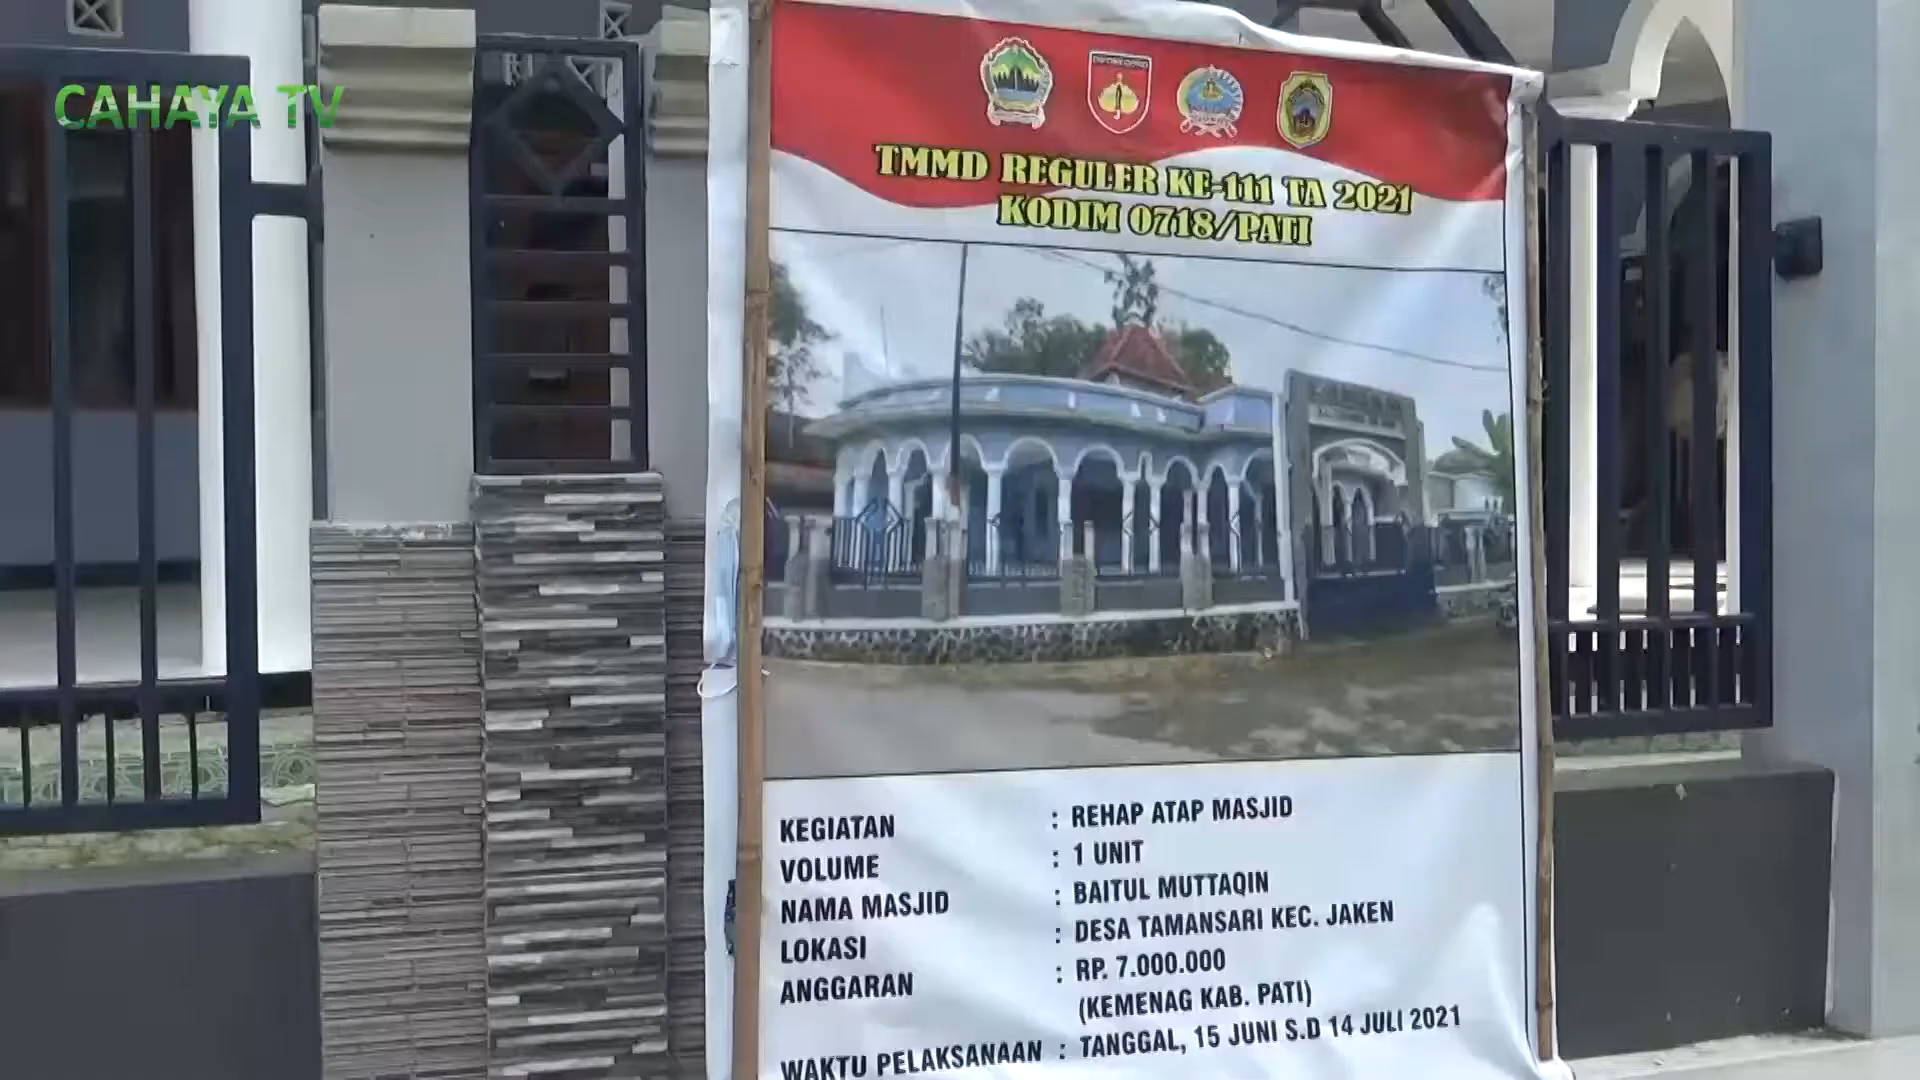 CAHAYA TV
TMMD REGULER KE-111 TA 2021
KODIM 0718/PATI
KEGIATAN : REHAP ATAP MASJID
VOLUME : 1 UNIT
NAMA MASJID : BAITUL MUTTAQIN
LOKASI : DESA TAMANSARI KEC. JAKEN
ANGGARAN : RP. 7.000.000
(KEMENAG KAB. PATI)
WAKTU PELAKSANAAN : TANGGAL, 15 JUNI S.D 14 JULI 2021